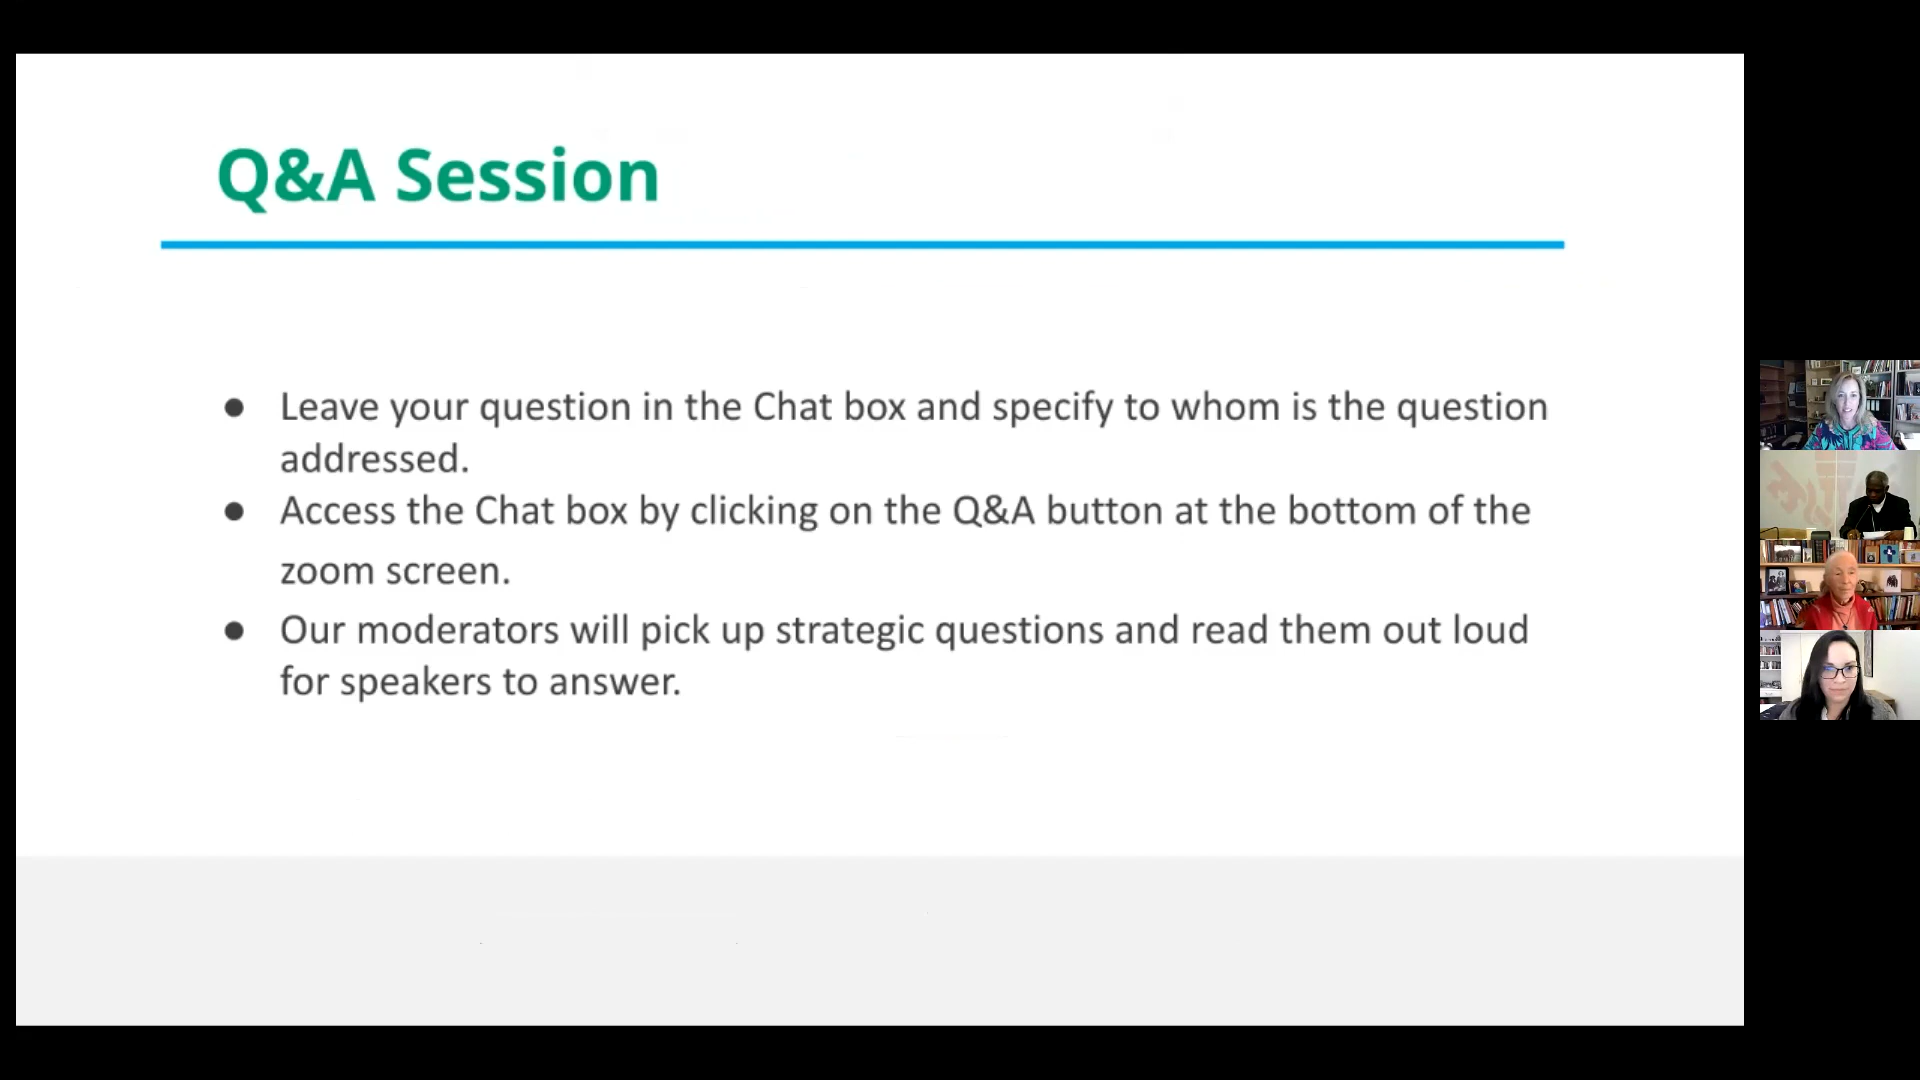 Q&A Session
● Leave your question in the Chat box and specify to whom is the question
addressed.
● Access the Chat box by clicking on the Q&A button at the bottom of the
zoom screen.
● Our moderators will pick up strategic questions and read them out loud
for speakers to answer.